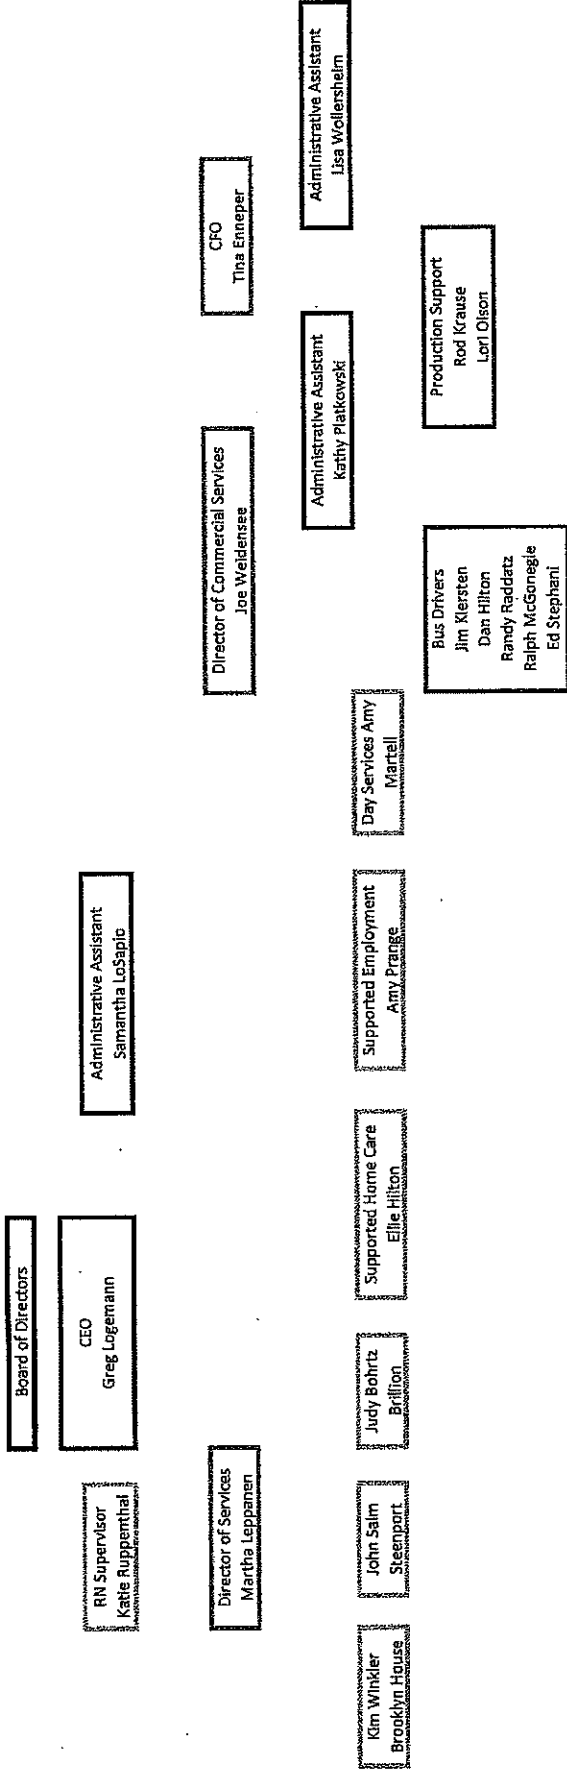 Board of Directors
CEO
Greg Logemann
RN Supervisor
Katie Ruppenthal
Administrative Assistant
Samantha LoSapio
Director of Services
Martha Leppanen
Director of Commercial Services
Joe Weidensee
CFO
Tina Enneper
Administrative Assistant
Kathy Platkowski
Administrative Assistant
Lisa Wollersheim
Kim Winkler
Brooklyn House
John Salm
Steenport
Judy Bohrtz
Brillion
Supported Home Care
Ellie Hilton
Supported Employment
Amy Prange
Day Services Amy
Martell
Bus Drivers
Jim Klersten
Dan Hilton
Randy Raddatz
Ralph McGonegle
Ed Stephani
Production Support
Rod Krause
Lori Olson